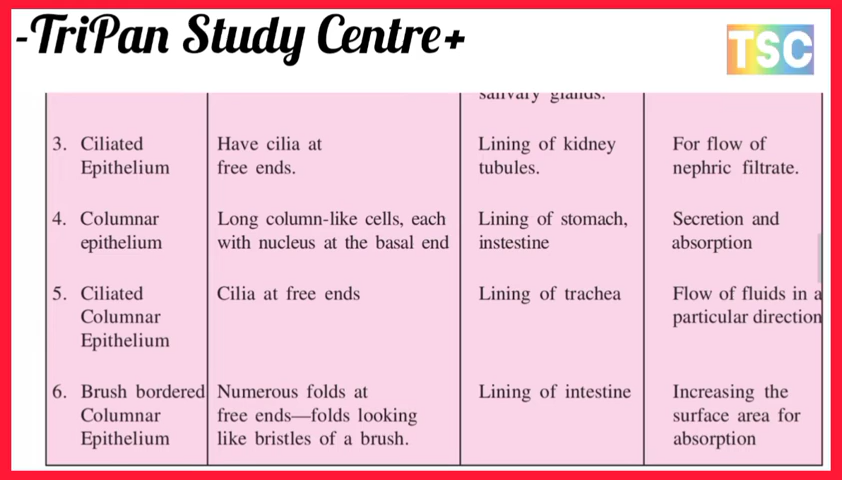 -TriPan Study Centre+
TSC
salivary glands.
3. Ciliated
Epithelium
Have cilia at
free ends.
Lining of kidney
tubules.
For flow of
nephric filtrate.
4. Columnar
epithelium
Long column-like cells, each
with nucleus at the basal end
Lining of stomach,
instestine
Secretion and
absorption
5. Ciliated
Columnar
Epithelium
Cilia at free ends
Lining of trachea
Flow of fluids in a
particular direction
6. Brush bordered
Columnar
Epithelium
Numerous folds at
free ends—folds looking
like bristles of a brush.
Lining of intestine
Increasing the
surface area for
absorption